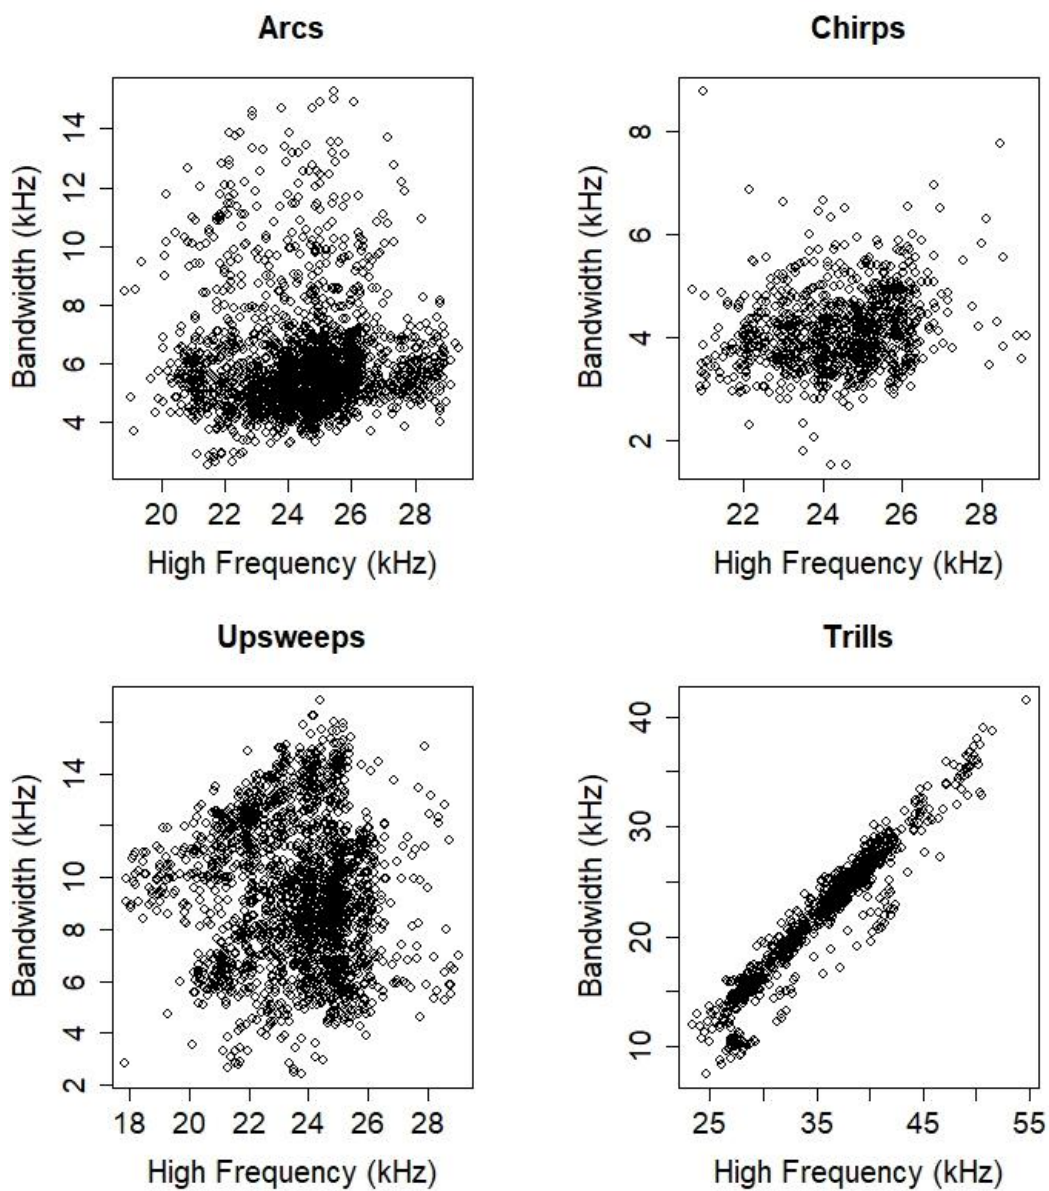 Arcs
Bandwidth (kHz)
14
12
10
8
6
4
20 22 24 26 28
High Frequency (kHz)
Chirps
Bandwidth (kHz)
8
6
4
2
22 24 26 28
High Frequency (kHz)
Upsweeps
Bandwidth (kHz)
14
10
8
6
4
2
18 20 22 24 26 28
High Frequency (kHz)
Trills
Bandwidth (kHz)
40
30
20
10
25 35 45 55
High Frequency (kHz)